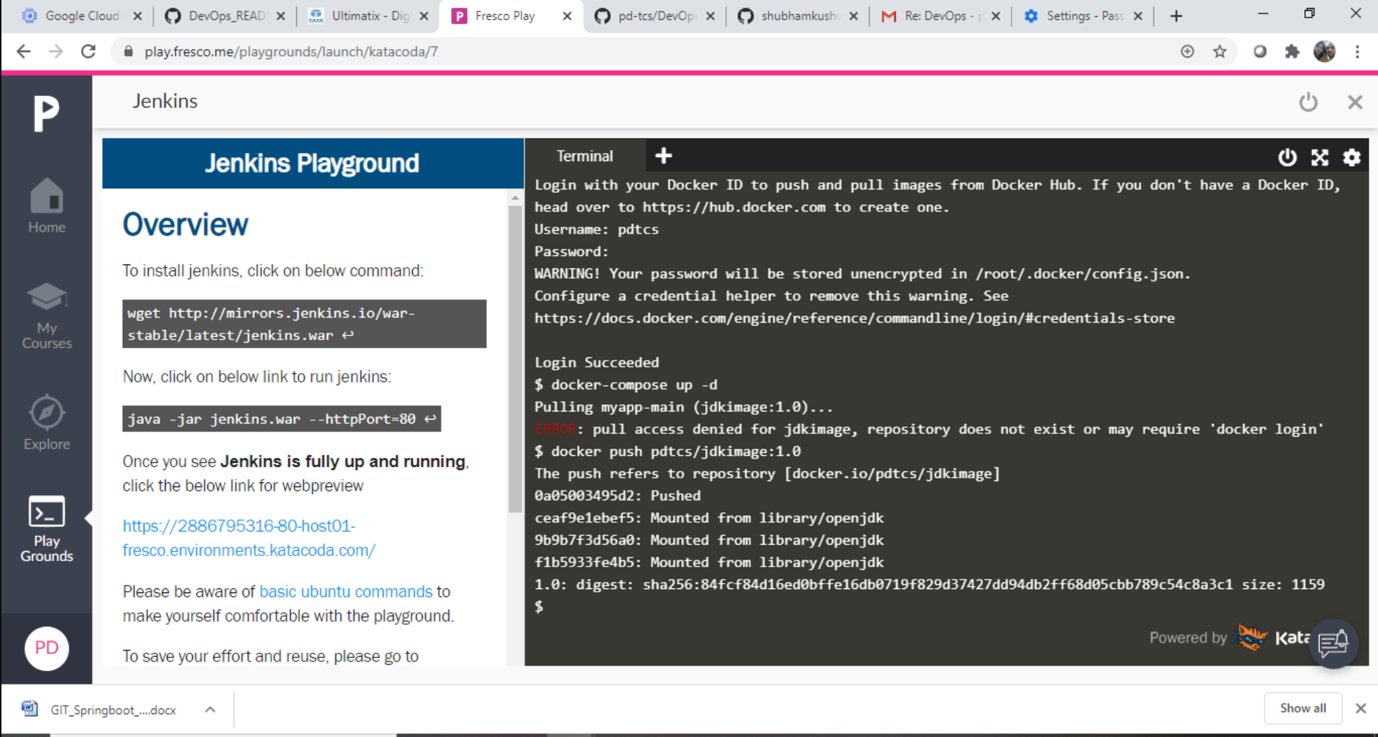 Google Cloud
DevOps_READ
Ultimatix - Dig
Fresco Play
pd-tcs/DevOp
shubhamkush
Re: DevOps - p
Settings - Pass
play.fresco.me/playgrounds/launch/katacoda/7
Jenkins
Home
My
Courses
Explore
Play
Grounds
PD
Jenkins Playground
Overview
To install jenkins, click on below command:
wget http://mirrors.jenkins.io/war-
stable/latest/jenkins.war ↩
Now, click on below link to run jenkins:
java -jar jenkins.war --httpPort=80 ↩
Once you see Jenkins is fully up and running,
click the below link for webpreview
https://2886795316-80-host01-
fresco.environments.katacoda.com/
Please be aware of basic ubuntu commands to
make yourself comfortable with the playground.
To save your effort and reuse, please go to
Terminal
Login with your Docker ID to push and pull images from Docker Hub. If you don't have a Docker ID,
head over to https://hub.docker.com to create one.
Username: pdtcs
Password:
WARNING! Your password will be stored unencrypted in /root/.docker/config.json.
Configure a credential helper to remove this warning. See
https://docs.docker.com/engine/reference/commandline/login/#credentials-store
Login Succeeded
$ docker-compose up -d
Pulling myapp-main (jdkimage:1.0)...
ERROR: pull access denied for jdkimage, repository does not exist or may require 'docker login'
$ docker push pdtcs/jdkimage:1.0
The push refers to repository [docker.io/pdtcs/jdkimage]
0a05003495d2: Pushed
ceaf9e1ebef5: Mounted from library/openjdk
9b9b7f3d56a0: Mounted from library/openjdk
f1b5933fe4b5: Mounted from library/openjdk
1.0: digest: sha256:84fcf84d16ed0bffe16db0719f829d37427dd94db2ff68d05cbb789c54c8a3c1 size: 1159
$
Powered by Kata
GIT_Springboot_....docx
Show all